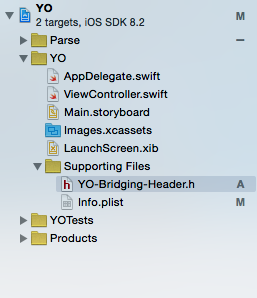 YO
2 targets, iOS SDK 8.2 M
Parse –
YO
AppDelegate.swift
ViewController.swift
Main.storyboard
Images.xcassets
LaunchScreen.xib
Supporting Files
h YO-Bridging-Header.h A
Info.plist M
YOTests
Products